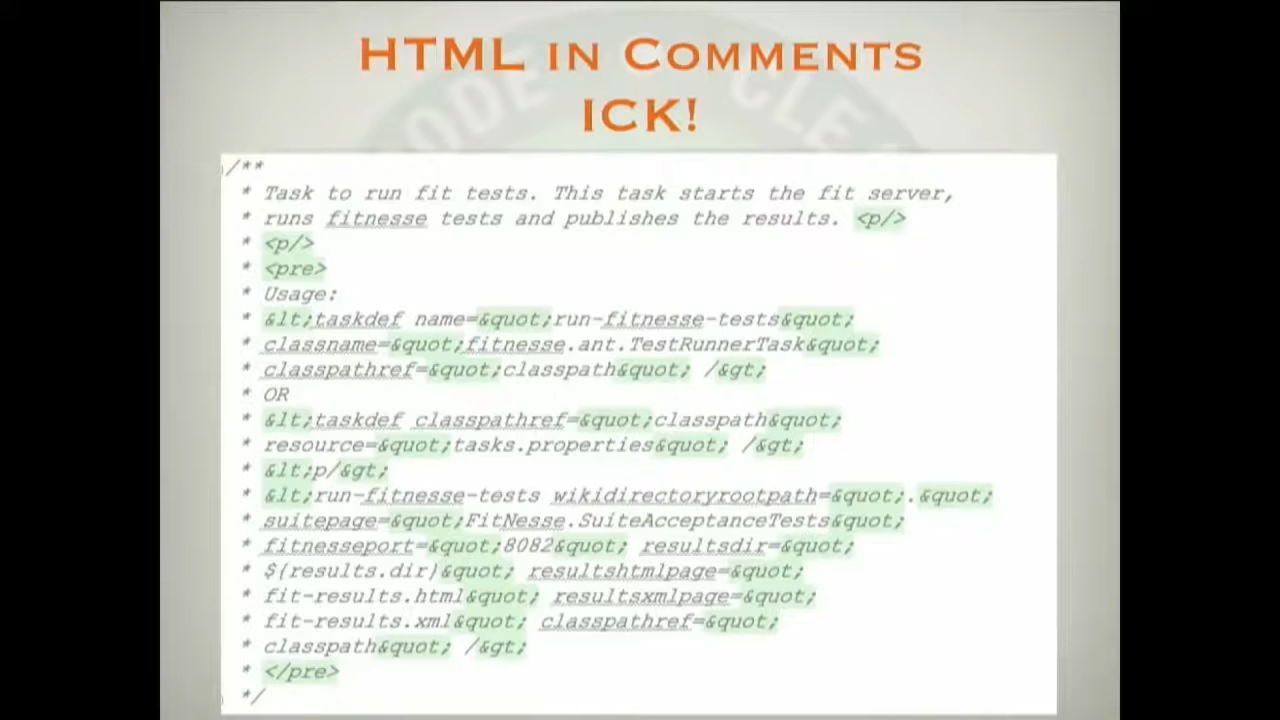 HTML IN COMMENTS
ICK!
/**
* Task to run fit tests. This task starts the fit server,
* runs fitnesse tests and publishes the results. <p/>
* <p/>
* <pre>
* Usage:
* &lt;taskdef name=&quot;run-fitnesse-tests&quot;
* classname=&quot;fitnesse.ant.TestRunnerTask&quot;
* classpathref=&quot;classpath&quot; /&gt;
* OR
* &lt;taskdef classpathref=&quot;classpath&quot;
* resource=&quot;tasks.properties&quot; /&gt;
* &lt;p/&gt;
* &lt;run-fitnesse-tests wikidirectoryrootpath=&quot;.&quot;
* suitepage=&quot;FitNesse.SuiteAcceptanceTests&quot;
* fitnesseport=&quot;8082&quot; resultsdir=&quot;
* ${results.dir}&quot; resultshtmlpage=&quot;
* fit-results.html&quot; resultsxmlpage=&quot;
* fit-results.xml&quot; classpathref=&quot;
* classpath&quot; /&gt;
* </pre>
*/